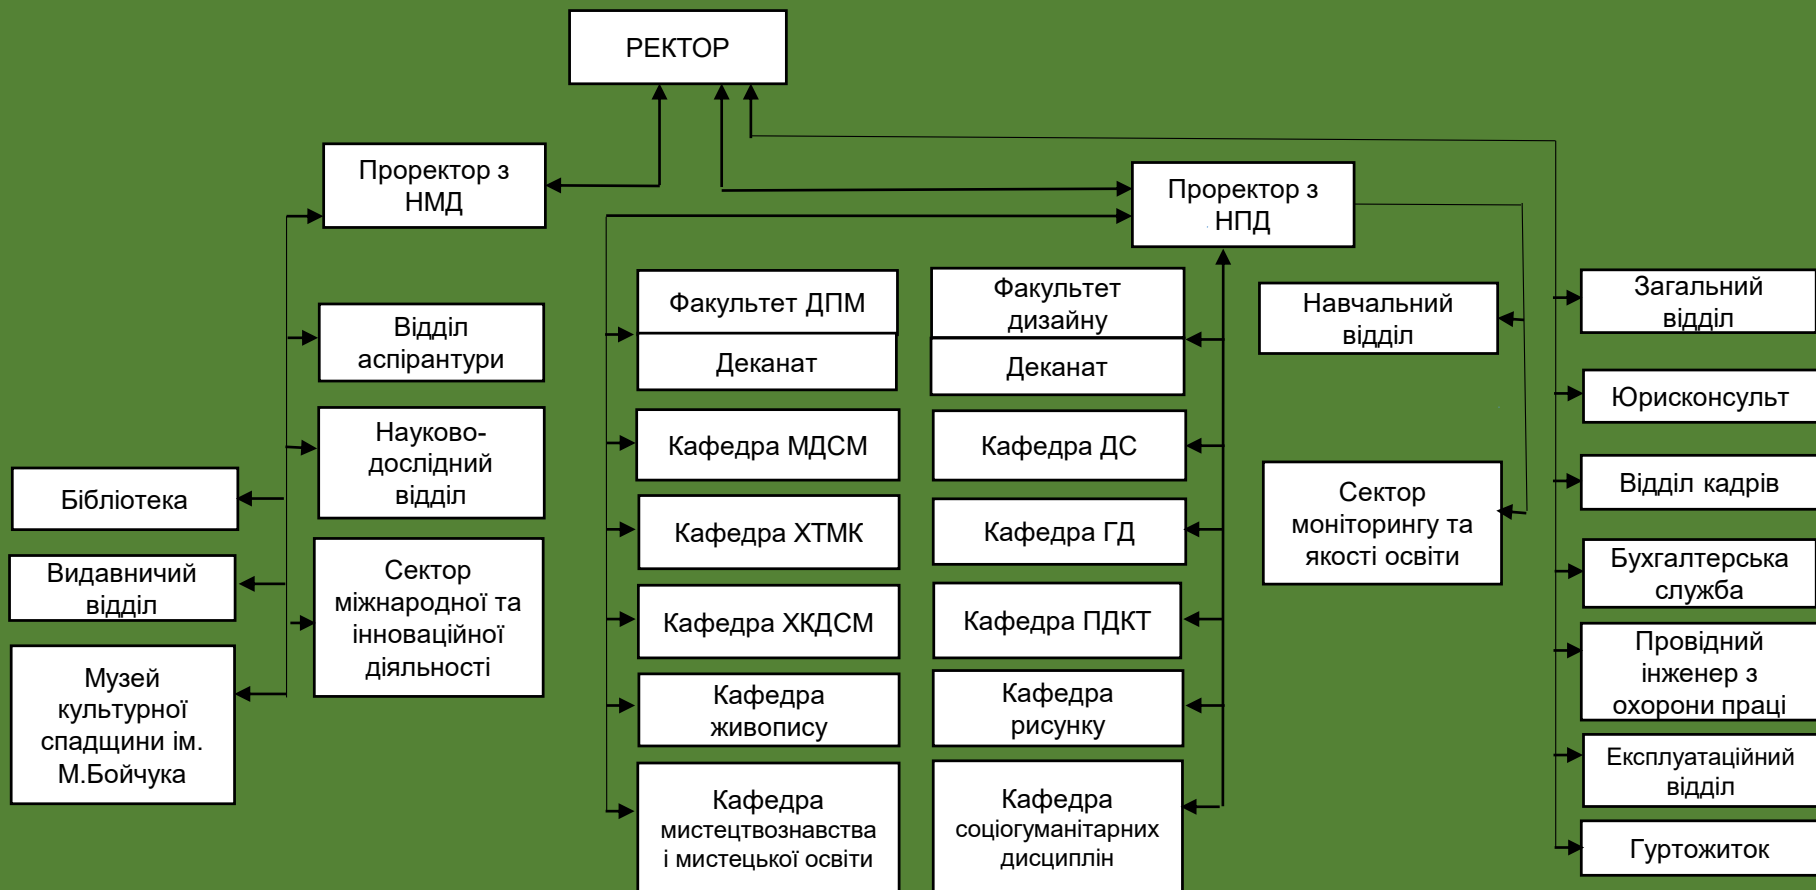 РЕКТОР
Проректор з
НМД
Проректор з
НПД
Відділ
аспірантури
Науково-
дослідний
відділ
Сектор
міжнародної та
інноваційної
діяльності
Бібліотека
Видавничий
відділ
Музей
культурної
спадщини ім.
М.Бойчука
Факультет ДПМ
Деканат
Кафедра МДСМ
Кафедра ХТМК
Кафедра ХКДСМ
Кафедра
живопису
Кафедра
мистецтвознавства
і мистецької освіти
Факультет
дизайну
Деканат
Кафедра ДС
Кафедра ГД
Кафедра ПДКТ
Кафедра
рисунку
Кафедра
соціогуманітарних
дисциплін
Навчальний
відділ
Сектор
моніторингу та
якості освіти
Загальний
відділ
Юрисконсульт
Відділ кадрів
Бухгалтерська
служба
Провідний
інженер з
охорони праці
Експлуатаційний
відділ
Гуртожиток